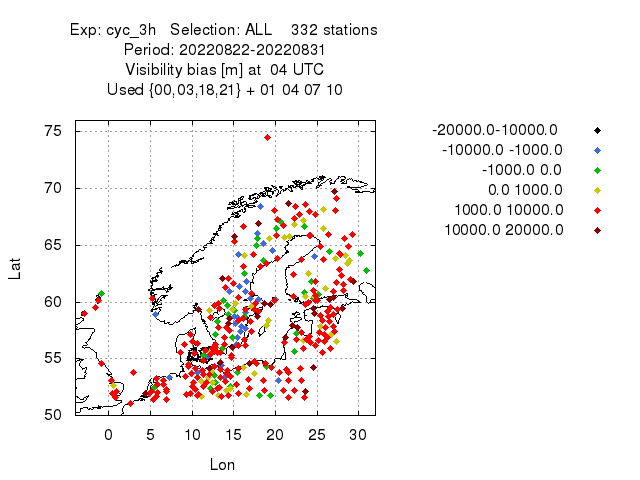 Exp: cyc_3h   Selection: ALL    332 stations
Period: 20220822-20220831
Visibility bias [m] at  04 UTC
Used {00,03,18,21} + 01 04 07 10
-20000.0-10000.0
-10000.0 -1000.0
-1000.0 0.0
0.0 1000.0
1000.0 10000.0
10000.0 20000.0
75
70
65
60
55
50
Lat
0 5 10 15 20 25 30
Lon